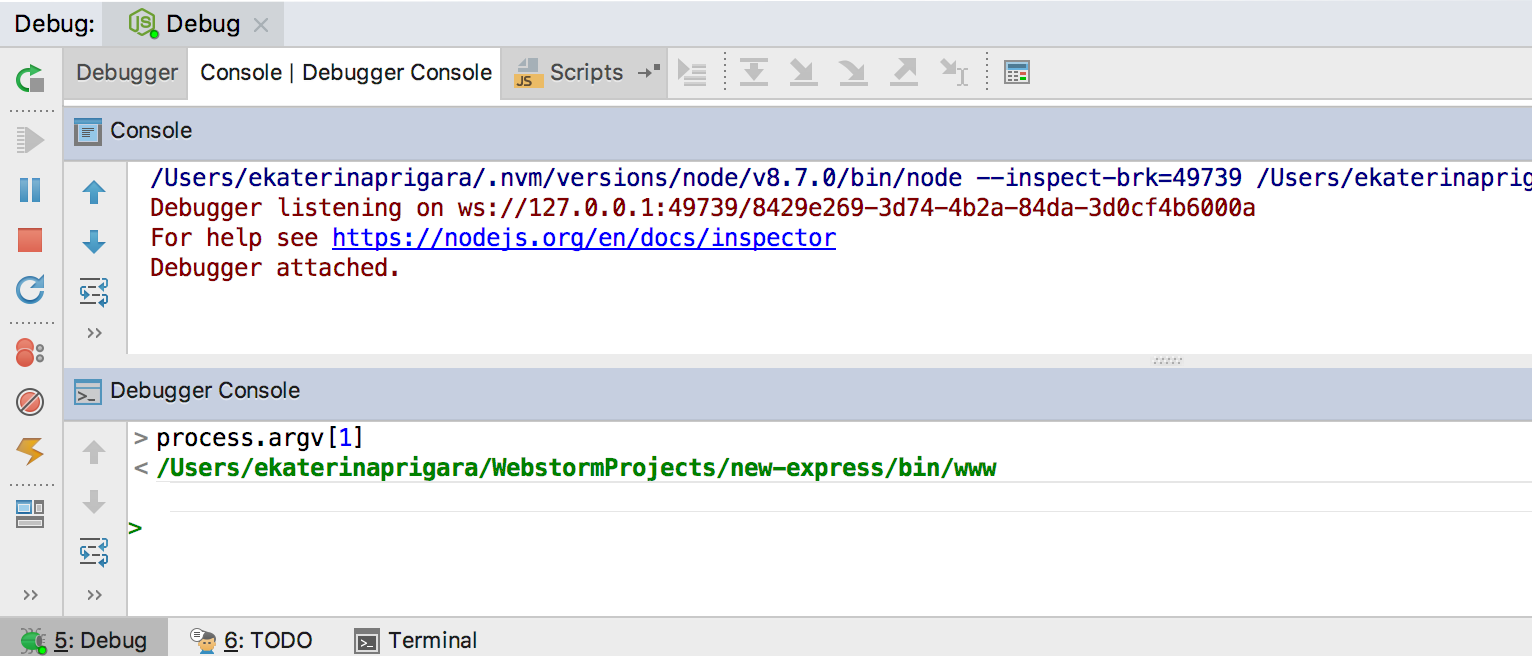 Debug: JS Debug
Debugger Console | Debugger Console JS Scripts
Console
/Users/ekaterinaprigara/.nvm/versions/node/v8.7.0/bin/node --inspect-brk=49739 /Users/ekaterinaprig
Debugger listening on ws://127.0.0.1:49739/8429e269-3d74-4b2a-84da-3d0cf4b6000a
For help see https://nodejs.org/en/docs/inspector
Debugger attached.
Debugger Console
> process.argv[1]
< /Users/ekaterinaprigara/WebstormProjects/new-express/bin/www
>
5: Debug 6: TODO Terminal